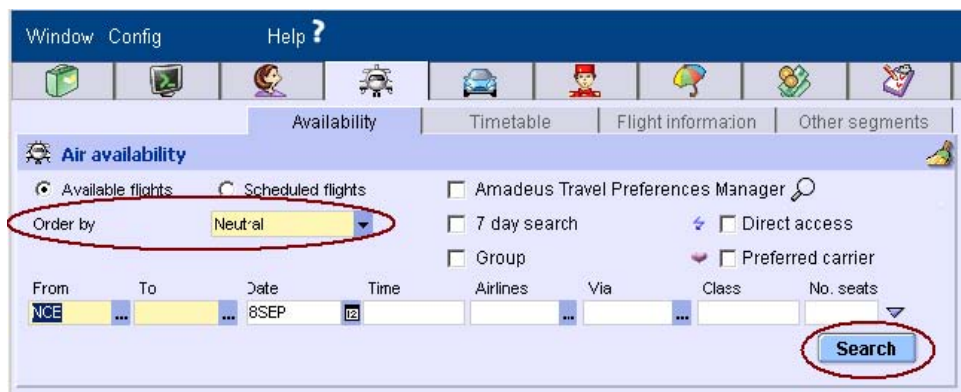 Window Config Help ?
Availability Timetable Flight information Other segments
Air availability
Available flights Scheduled flights Amadeus Travel Preferences Manager
Order by Neutral 7 day search Direct access
Group Preferred carrier
From To Date Time Airlines Via Class No. seats
NCE ... ... 8SEP 12 ... ...
Search